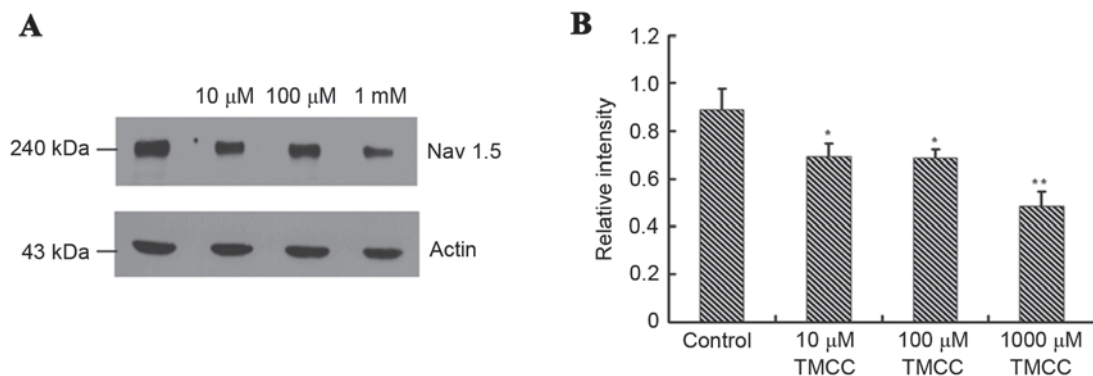 A
10 μM 100 μM 1 mM
240 kDa
Nav 1.5
43 kDa
Actin
B
Relative intensity
1.2
1.0
0.8
0.6
0.4
0.2
0
*
*
**
Control
10 μM
TMCC
100 μM
TMCC
1000 μM
TMCC